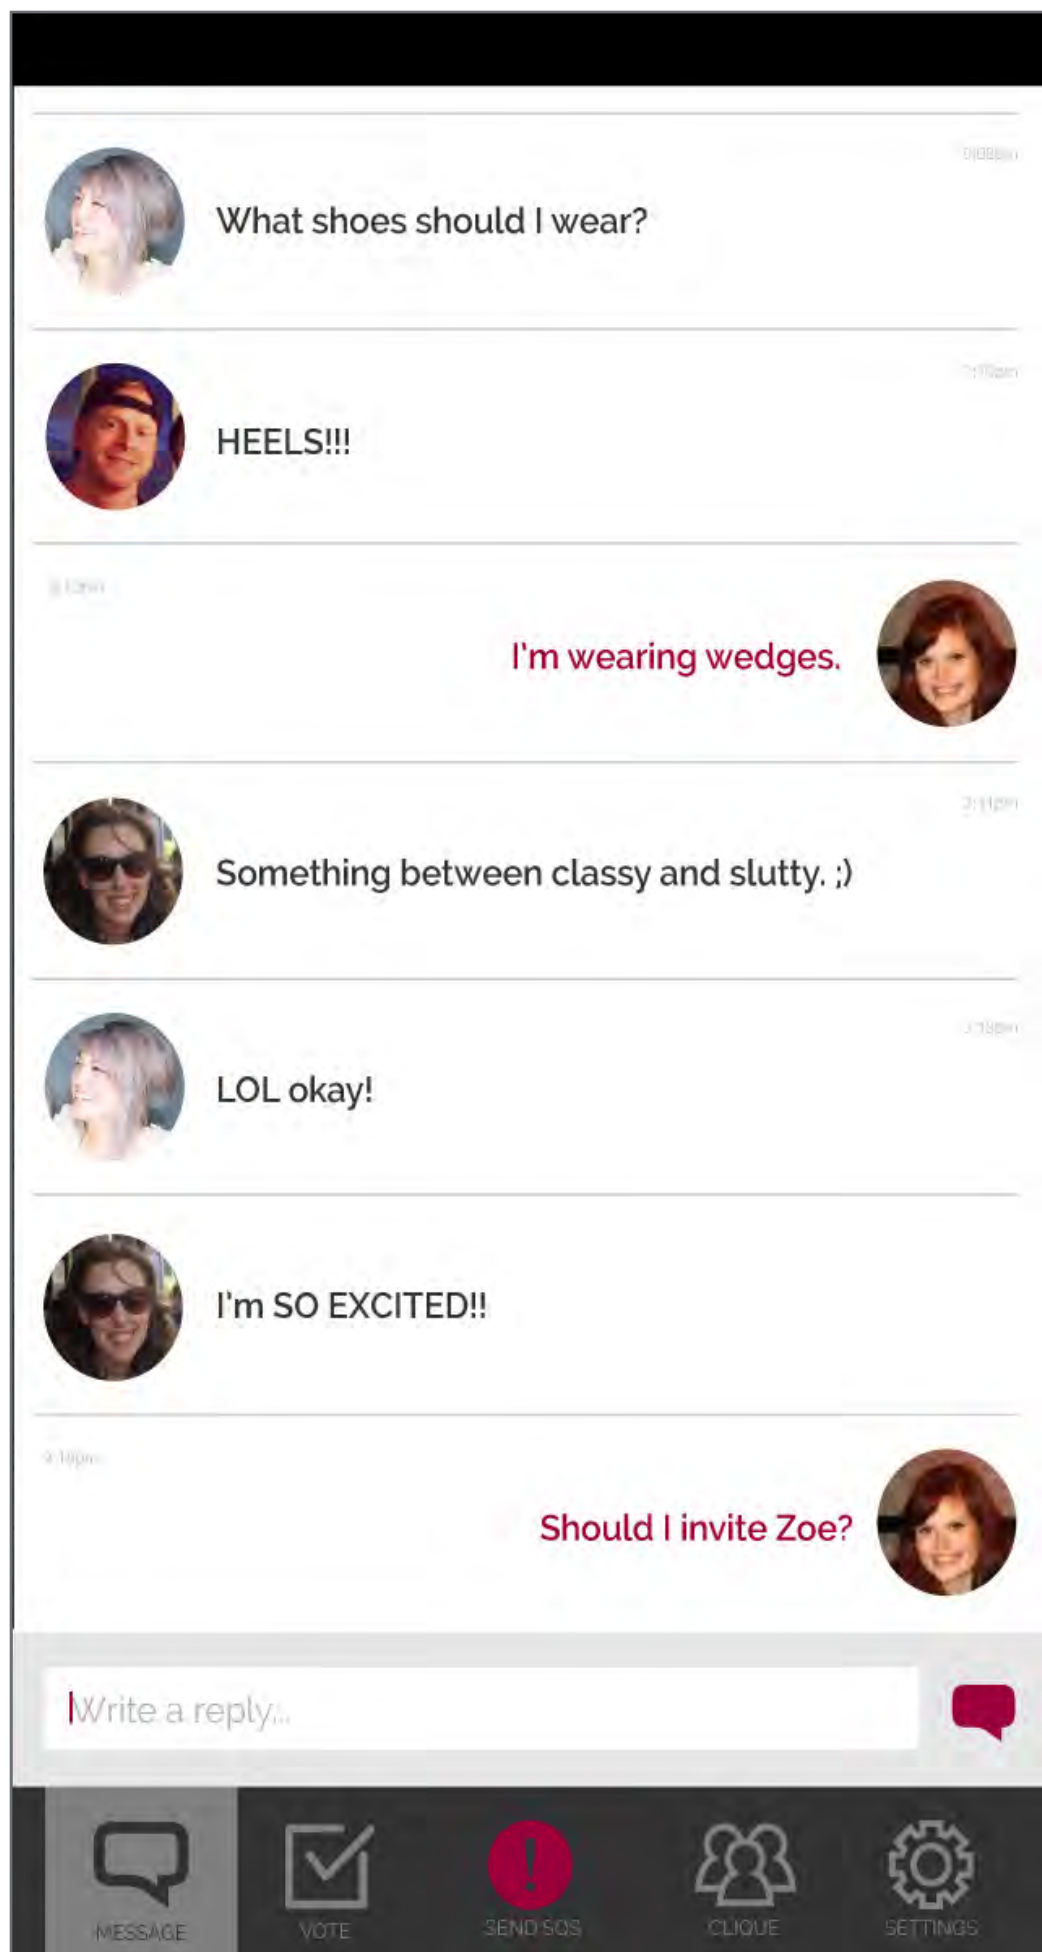 What shoes should I wear?
HEELS!!!
I'm wearing wedges.
Something between classy and slutty. ;)
LOL okay!
I'm SO EXCITED!!
Should I invite Zoe?
Write a reply...
MESSAGE
VOTE
SEND SOS
CLIQUE
SETTINGS